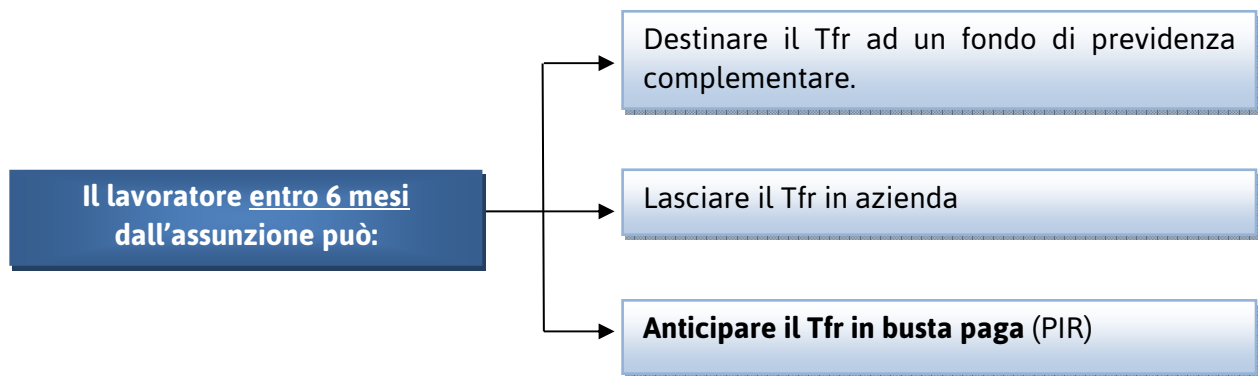 Destinare il Tfr ad un fondo di previdenza
complementare.
Il lavoratore entro 6 mesi
dall’assunzione può:
Lasciare il Tfr in azienda
Anticipare il Tfr in busta paga (PIR)